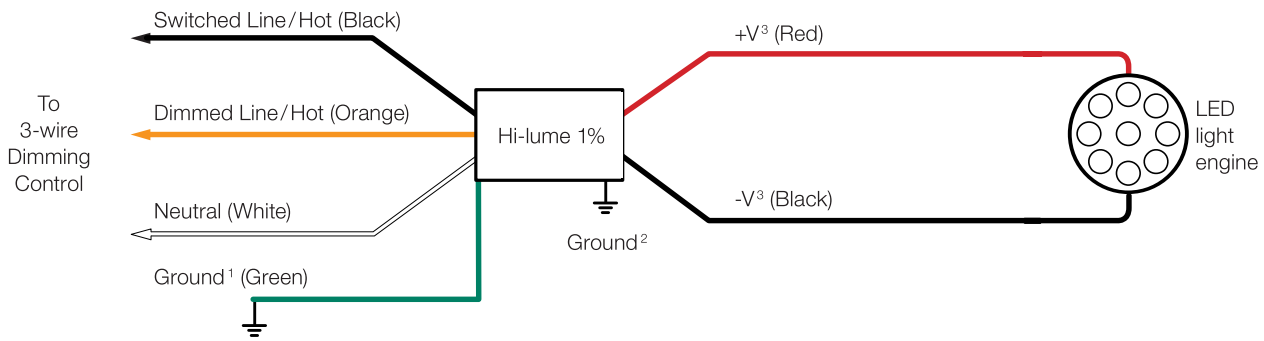 Switched Line/Hot (Black)
To
3-wire
Dimming
Control
Dimmed Line/Hot (Orange)
Neutral (White)
Ground¹ (Green)
Hi-lume 1%
Ground²
+V³ (Red)
-V³ (Black)
LED
light
engine